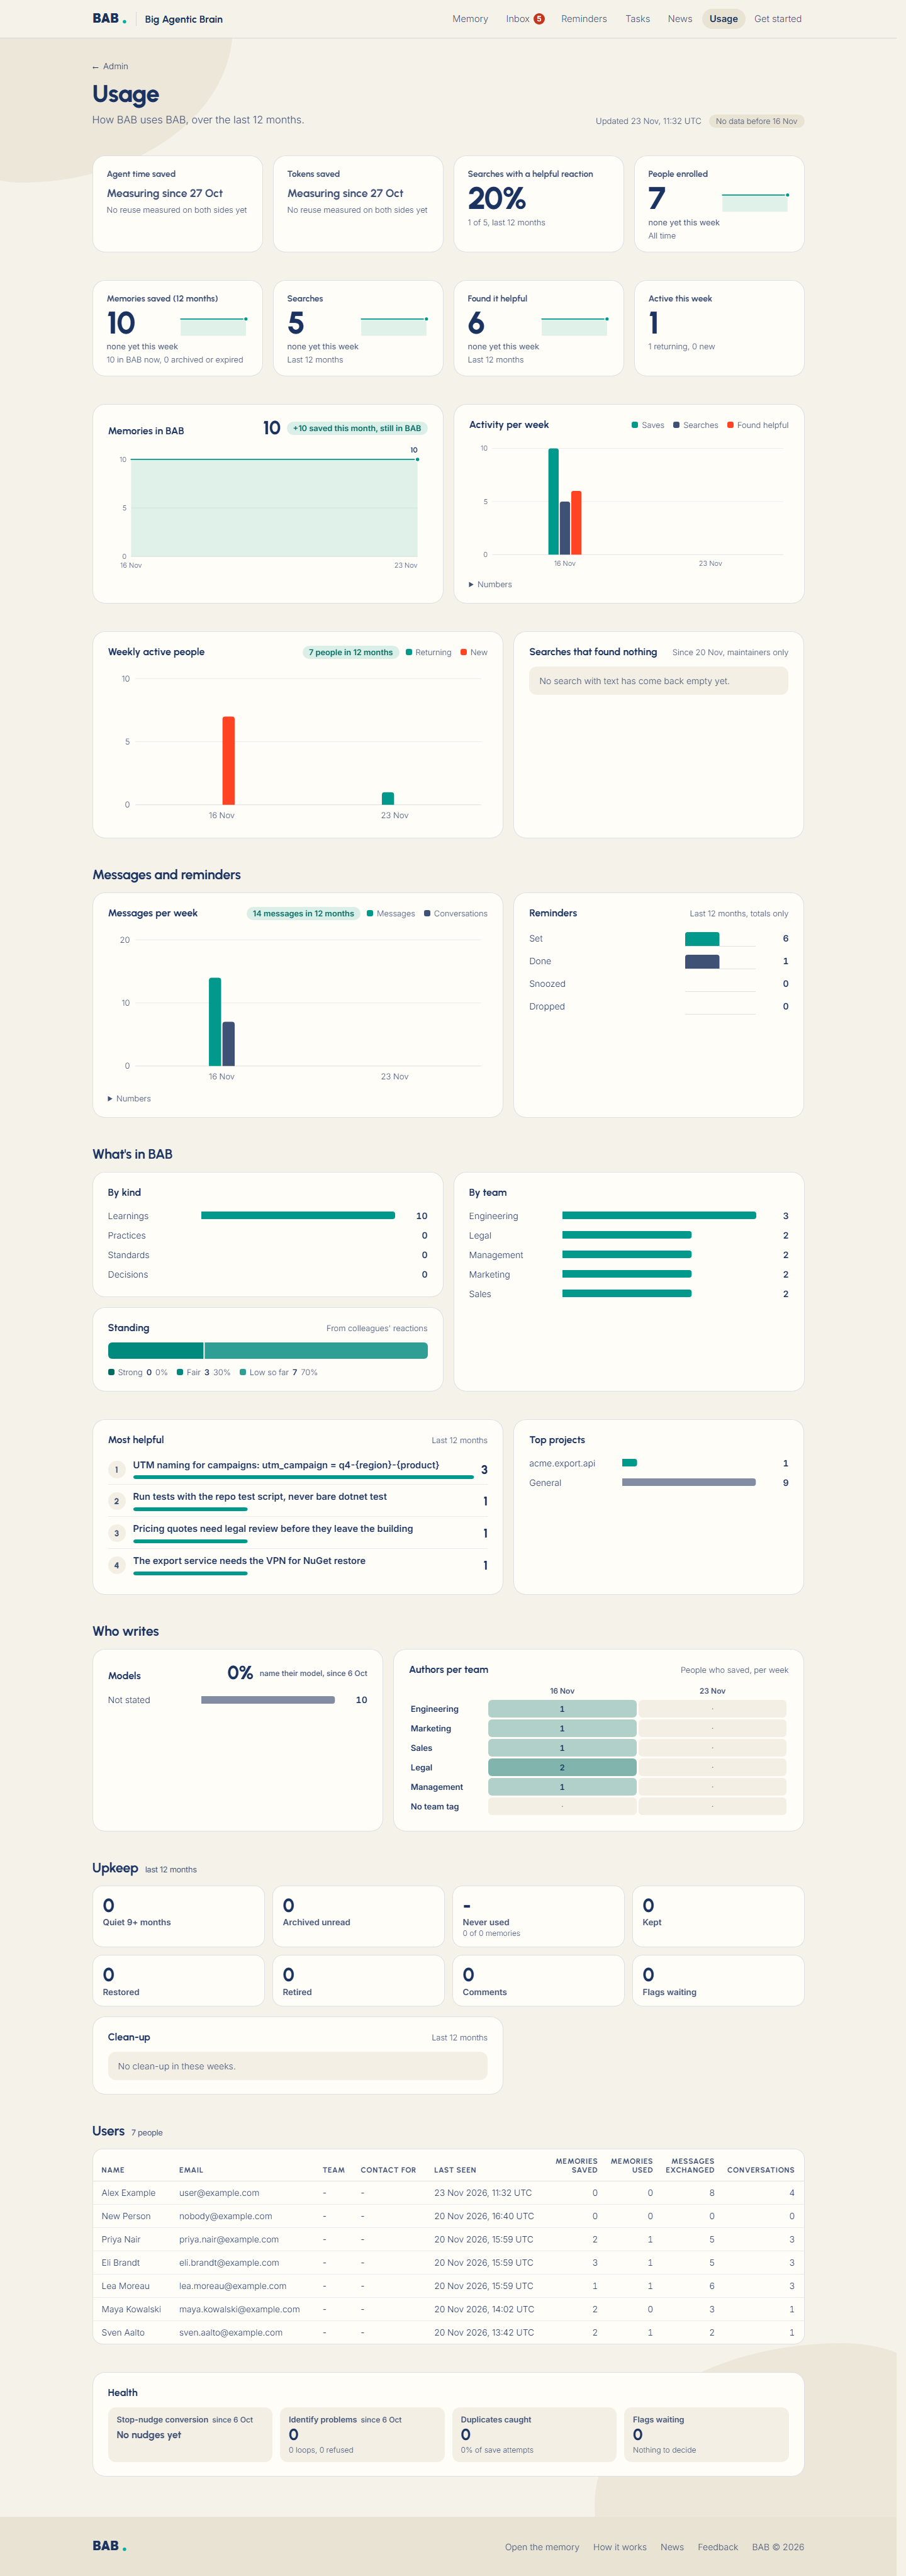 BAB. Big Agentic Brain
Memory Inbox 5 Reminders Tasks News Usage Get started
← Admin
Usage
How BAB uses BAB, over the last 12 months.
Updated 23 Nov, 11:32 UTC No data before 16 Nov
Agent time saved
Measuring since 27 Oct
No reuse measured on both sides yet
Tokens saved
Measuring since 27 Oct
No reuse measured on both sides yet
Searches with a helpful reaction
20%
1 of 5, last 12 months
People enrolled
7
none yet this week
All time
Memories saved (12 months)
10
none yet this week
10 in BAB now, 0 archived or expired
Searches
5
none yet this week
Last 12 months
Found it helpful
6
none yet this week
Last 12 months
Active this week
1
1 returning, 0 new
Memories in BAB 10 +10 saved this month, still in BAB
10
10
5
0
16 Nov 23 Nov
Activity per week Saves Searches Found helpful
10
5
0
16 Nov 23 Nov
▶ Numbers
Weekly active people 7 people in 12 months Returning New
10
5
0
16 Nov 23 Nov
Searches that found nothing Since 20 Nov, maintainers only
No search with text has come back empty yet.
Messages and reminders
Messages per week 14 messages in 12 months Messages Conversations
20
10
0
16 Nov 23 Nov
▶ Numbers
Reminders Last 12 months, totals only
Set 6
Done 1
Snoozed 0
Dropped 0
What's in BAB
By kind
Learnings 10
Practices 0
Standards 0
Decisions 0
By team
Engineering 3
Legal 2
Management 2
Marketing 2
Sales 2
Standing From colleagues' reactions
Strong 0 0% Fair 3 30% Low so far 7 70%
Most helpful Last 12 months
1 UTM naming for campaigns: utm_campaign = q4-{region}-{product} 3
2 Run tests with the repo test script, never bare dotnet test 1
3 Pricing quotes need legal review before they leave the building 1
4 The export service needs the VPN for NuGet restore 1
Top projects
acme.export.api 1
General 9
Who writes
Models 0% name their model, since 6 Oct
Not stated 10
Authors per team People who saved, per week
16 Nov 23 Nov
Engineering 1 ·
Marketing 1 ·
Sales 1 ·
Legal 2 ·
Management 1 ·
No team tag · ·
Upkeep last 12 months
0
Quiet 9+ months
0
Archived unread
-
Never used
0 of 0 memories
0
Kept
0
Restored
0
Retired
0
Comments
0
Flags waiting
Clean-up Last 12 months
No clean-up in these weeks.
Users 7 people
NAME EMAIL TEAM CONTACT FOR LAST SEEN MEMORIES SAVED MEMORIES USED MESSAGES EXCHANGED CONVERSATIONS
Alex Example user@example.com - - 23 Nov 2026, 11:32 UTC 0 0 8 4
New Person nobody@example.com - - 20 Nov 2026, 16:40 UTC 0 0 0 0
Priya Nair priya.nair@example.com - - 20 Nov 2026, 15:59 UTC 2 1 5 3
Eli Brandt eli.brandt@example.com - - 20 Nov 2026, 15:59 UTC 3 1 5 3
Lea Moreau lea.moreau@example.com - - 20 Nov 2026, 15:59 UTC 1 1 6 3
Maya Kowalski maya.kowalski@example.com - - 20 Nov 2026, 14:02 UTC 2 0 3 1
Sven Aalto sven.aalto@example.com - - 20 Nov 2026, 13:42 UTC 2 1 2 1
Health
Stop-nudge conversion since 6 Oct
No nudges yet
Identify problems since 6 Oct
0
0 loops, 0 refused
Duplicates caught
0
0% of save attempts
Flags waiting
0
Nothing to decide
BAB. Open the memory How it works News Feedback BAB © 2026